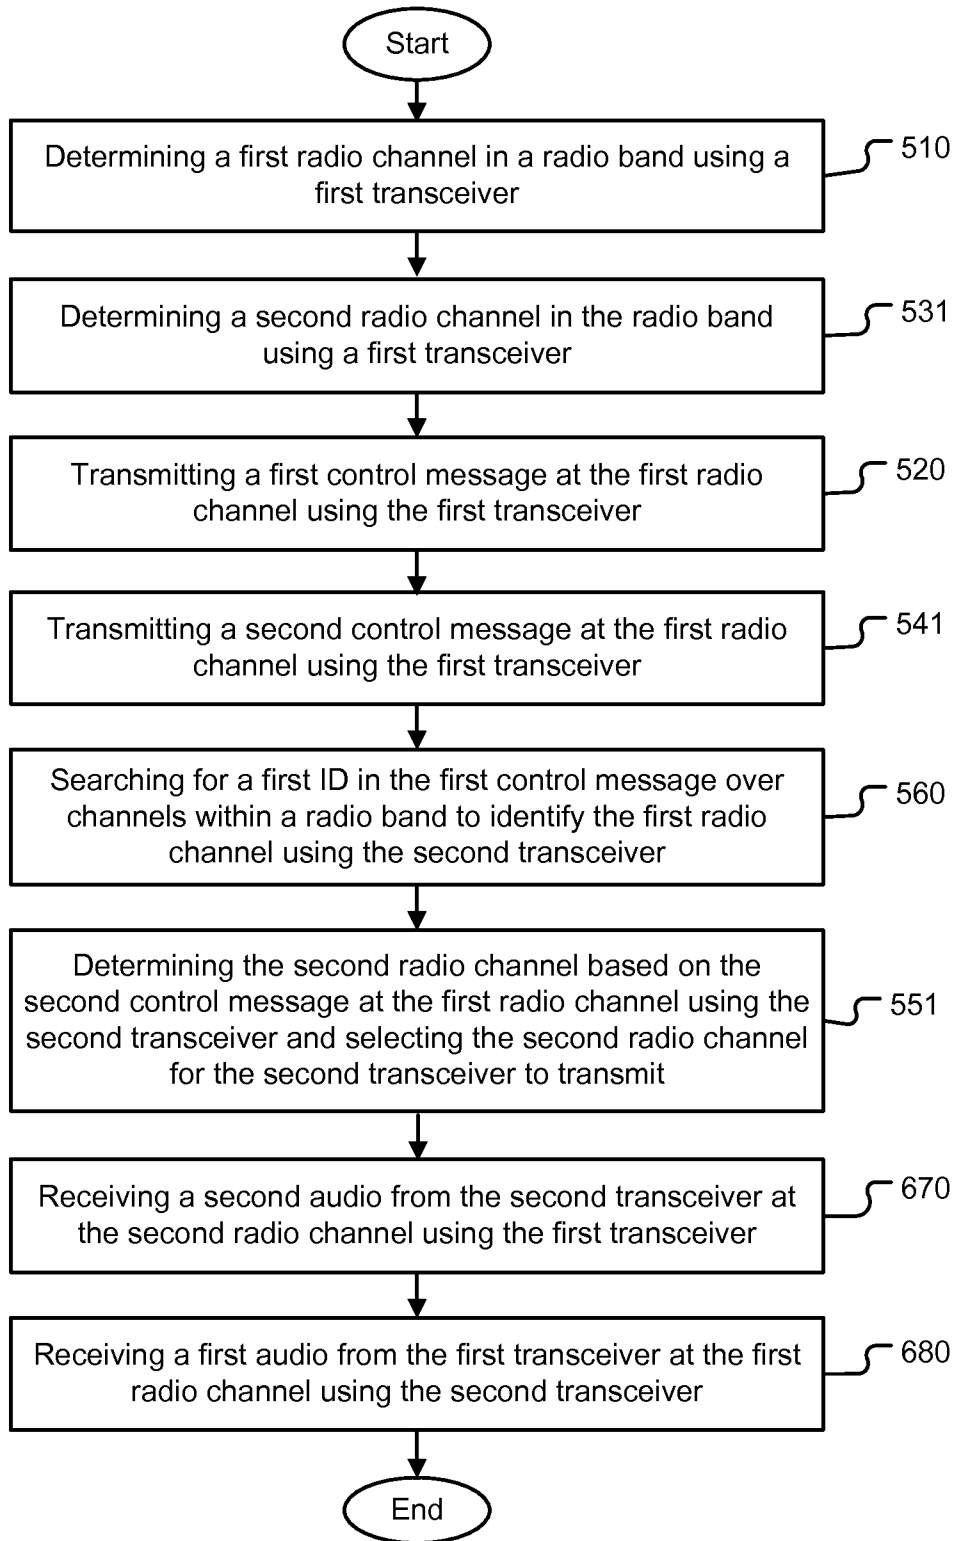 Start
Determining a first radio channel in a radio band using a
first transceiver
510
Determining a second radio channel in the radio band
using a first transceiver
531
Transmitting a first control message at the first radio
channel using the first transceiver
520
Transmitting a second control message at the first radio
channel using the first transceiver
541
Searching for a first ID in the first control message over
channels within a radio band to identify the first radio
channel using the second transceiver
560
Determining the second radio channel based on the
second control message at the first radio channel using the
second transceiver and selecting the second radio channel
for the second transceiver to transmit
551
Receiving a second audio from the second transceiver at
the second radio channel using the first transceiver
670
Receiving a first audio from the first transceiver at the first
radio channel using the second transceiver
680
End